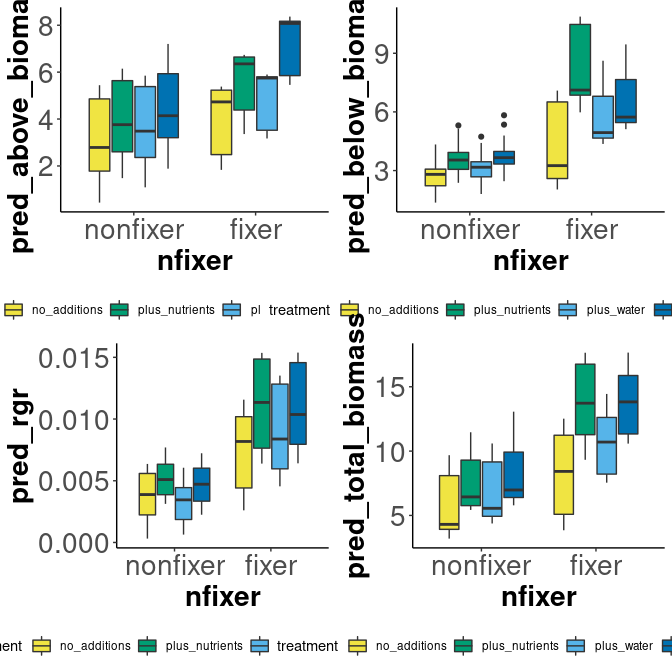 pred_above_bioma
8
6
4
2
nonfixer fixer
nfixer
pred_below_bioma
9
6
3
nonfixer fixer
nfixer
no_additions plus_nutrients pl treatment no_additions plus_nutrients plus_water
pred_rgr
0.015
0.010
0.005
0.000
nonfixer fixer
nfixer
pred_total_biomass
15
10
5
nonfixer fixer
nfixer
ment no_additions plus_nutrients treatment no_additions plus_nutrients plus_water